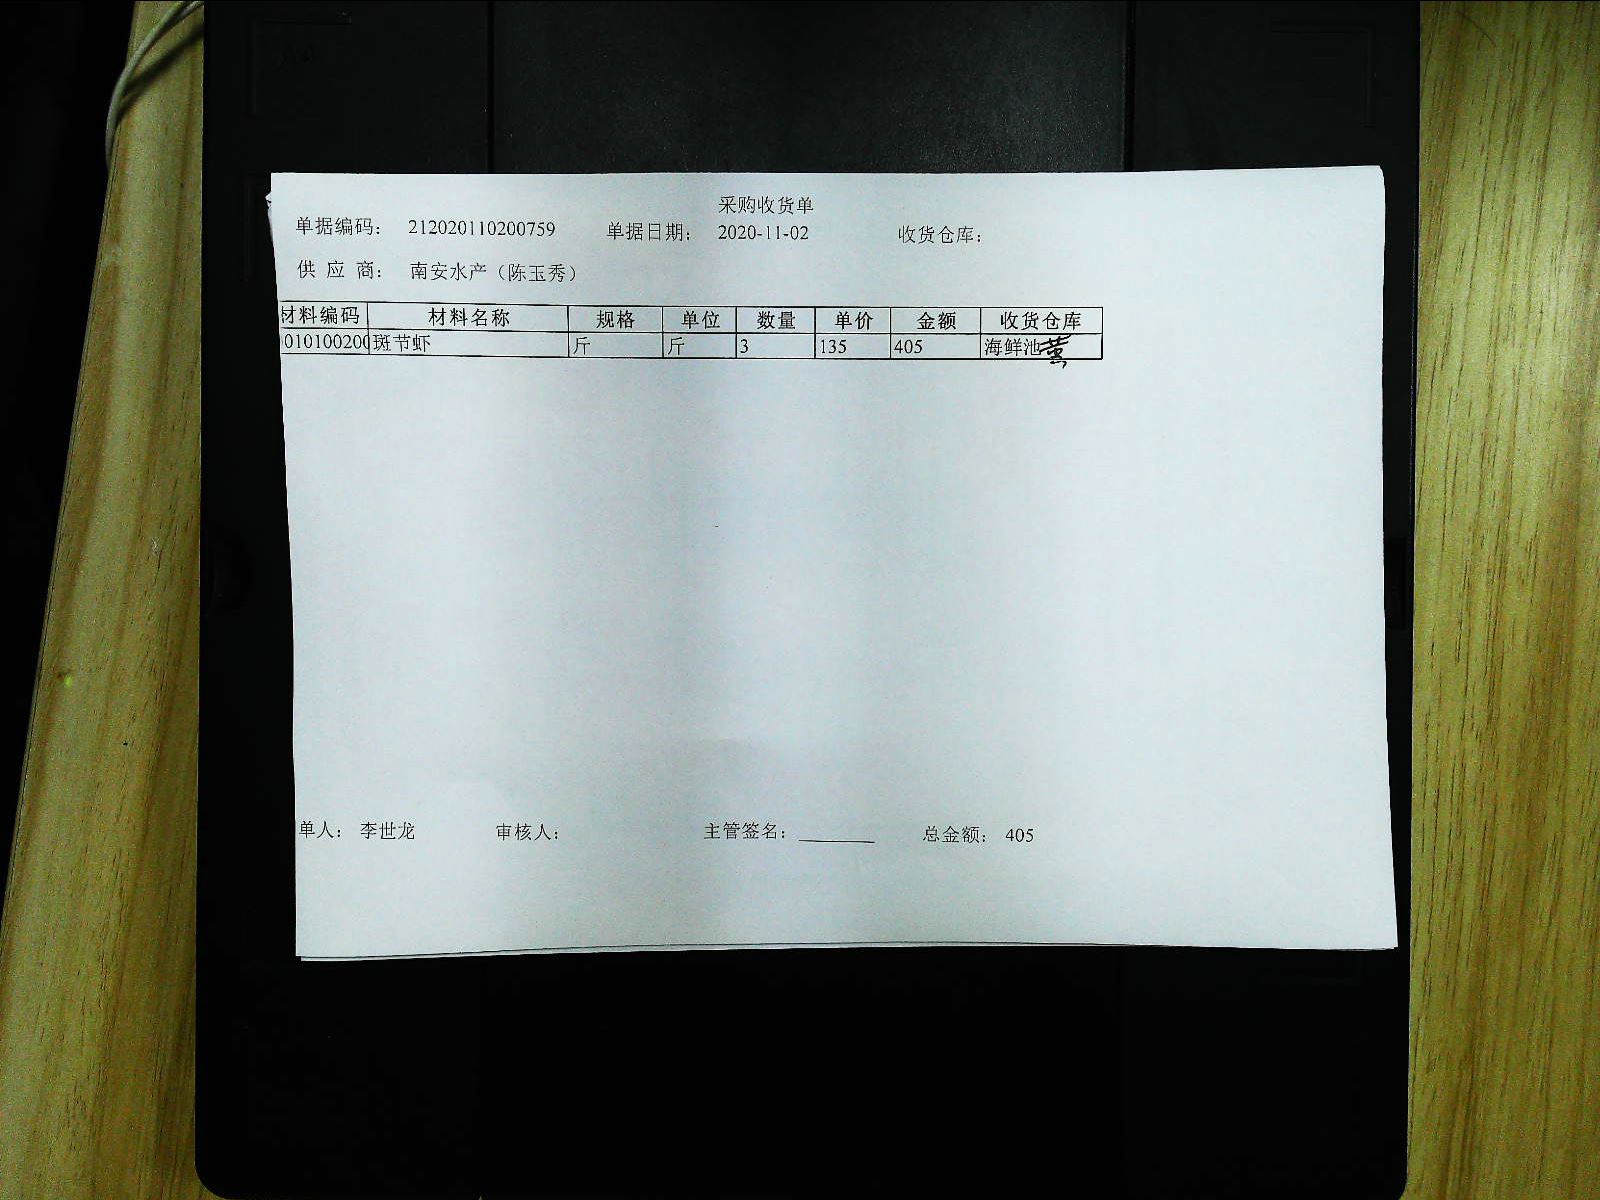 采购收货单
单据编码： 212020110200759 单据日期： 2020-11-02 收货仓库：
供 应 商： 南安水产（陈玉秀）
材料编码 材料名称 规格 单位 数量 单价 金额 收货仓库
010100200 斑节虾 斤 斤 3 135 405 海鲜池
单人： 李世龙 审核人： 主管签名： 总金额： 405